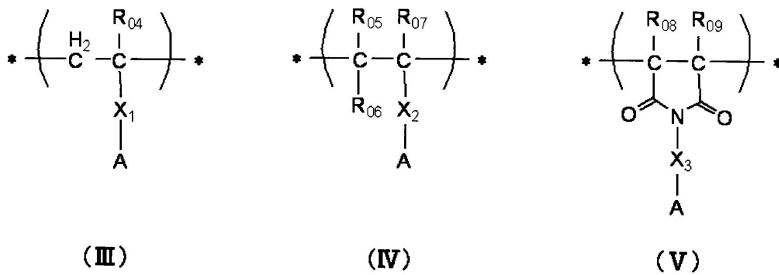 R04
H2
* C C *
X1
A
(III)
R05 R07
* C C *
R06 X2
A
(IV)
R08 R09
* C C *
O N O
X3
A
(V)